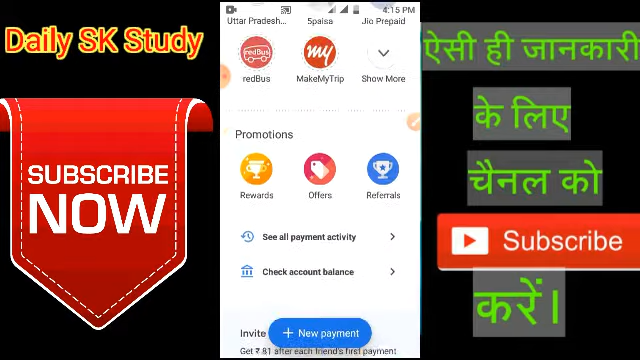 Daily SK Study
SUBSCRIBE
NOW
4:15 PM
Uttar Pradesh...
5paisa
Jio Prepaid
redBus
my
redBus
MakeMyTrip
Show More
Promotions
Rewards
Offers
Referrals
See all payment activity
Check account balance
Invite
+ New payment
Get ₹ 81 after each friend's first payment
ऐसी ही जानकारी
के लिए
चैनल को
Subscribe
करें।